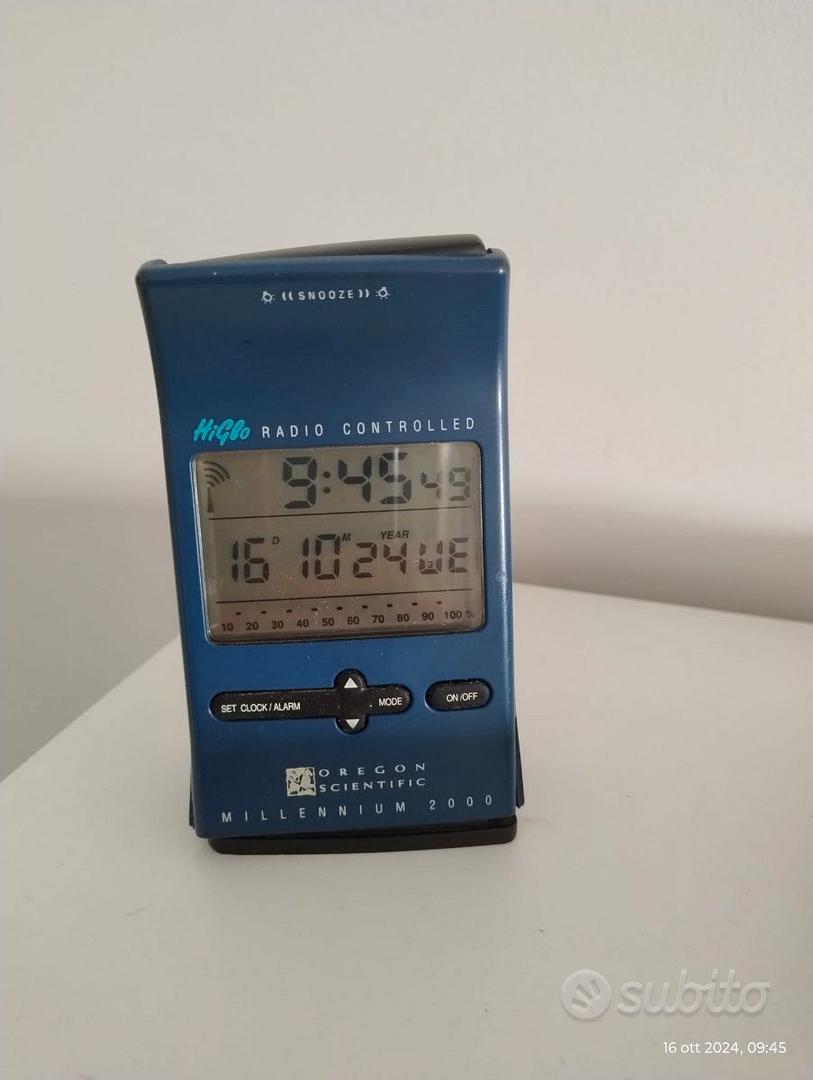 ((SNOOZE))
HiGlo RADIO CONTROLLED
9:45 49
D M YEAR
16 10 24 WE
10 20 30 40 50 60 70 80 90 100 %
SET CLOCK/ALARM MODE ON/OFF
OREGON
SCIENTIFIC
MILLENNIUM 2000
subito
16 ott 2024, 09:45